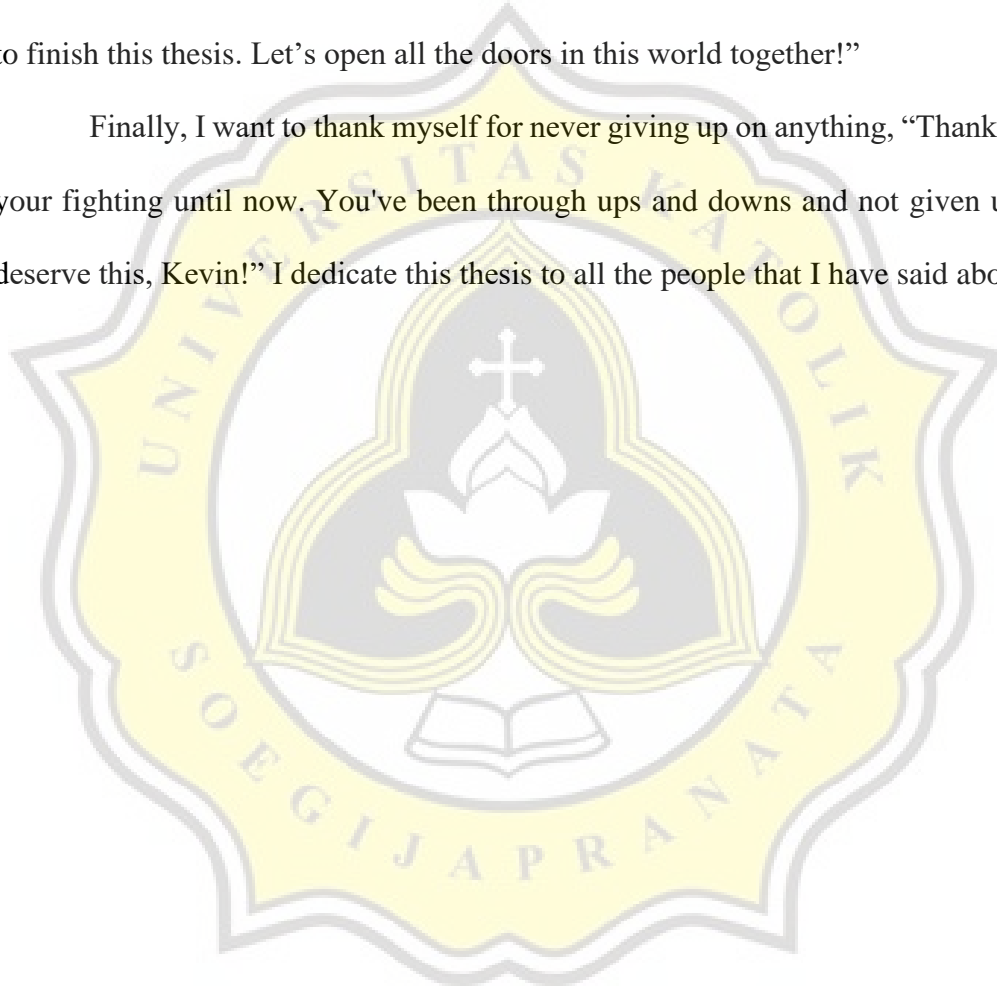 to finish this thesis. Let’s open all the doors in this world together!”
Finally, I want to thank myself for never giving up on anything, “Thank
your fighting until now. You've been through ups and downs and not given u
deserve this, Kevin!” I dedicate this thesis to all the people that I have said abo
UNIVERSITAS KATOLIK
SOEGIJAPRANATA